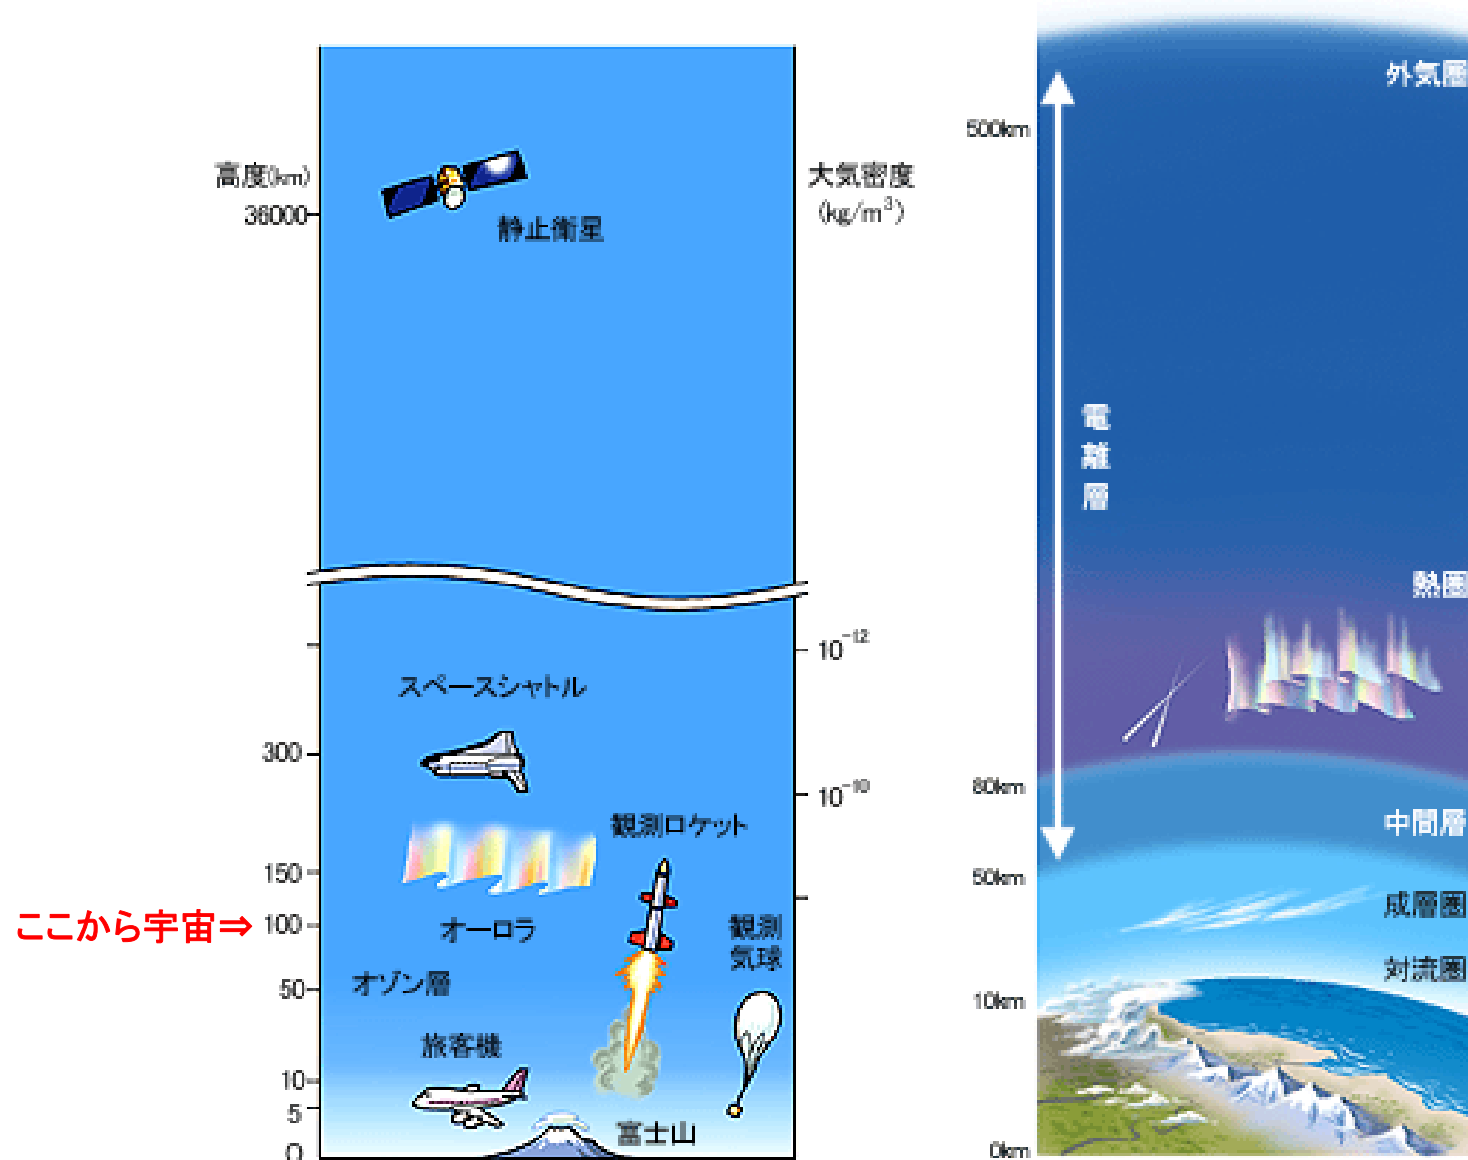 高度(km)
36000
静止衛星
大気密度
(kg/m³)
10⁻¹²
スペースシャトル
300
10⁻¹⁰
観測ロケット
150
ここから宇宙⇒ 100
オーロラ
観測
気球
50
オゾン層
旅客機
10
5
富士山
0
外気圏
500km
電離層
熱圏
80km
中間層
50km
成層圏
対流圏
10km
0km